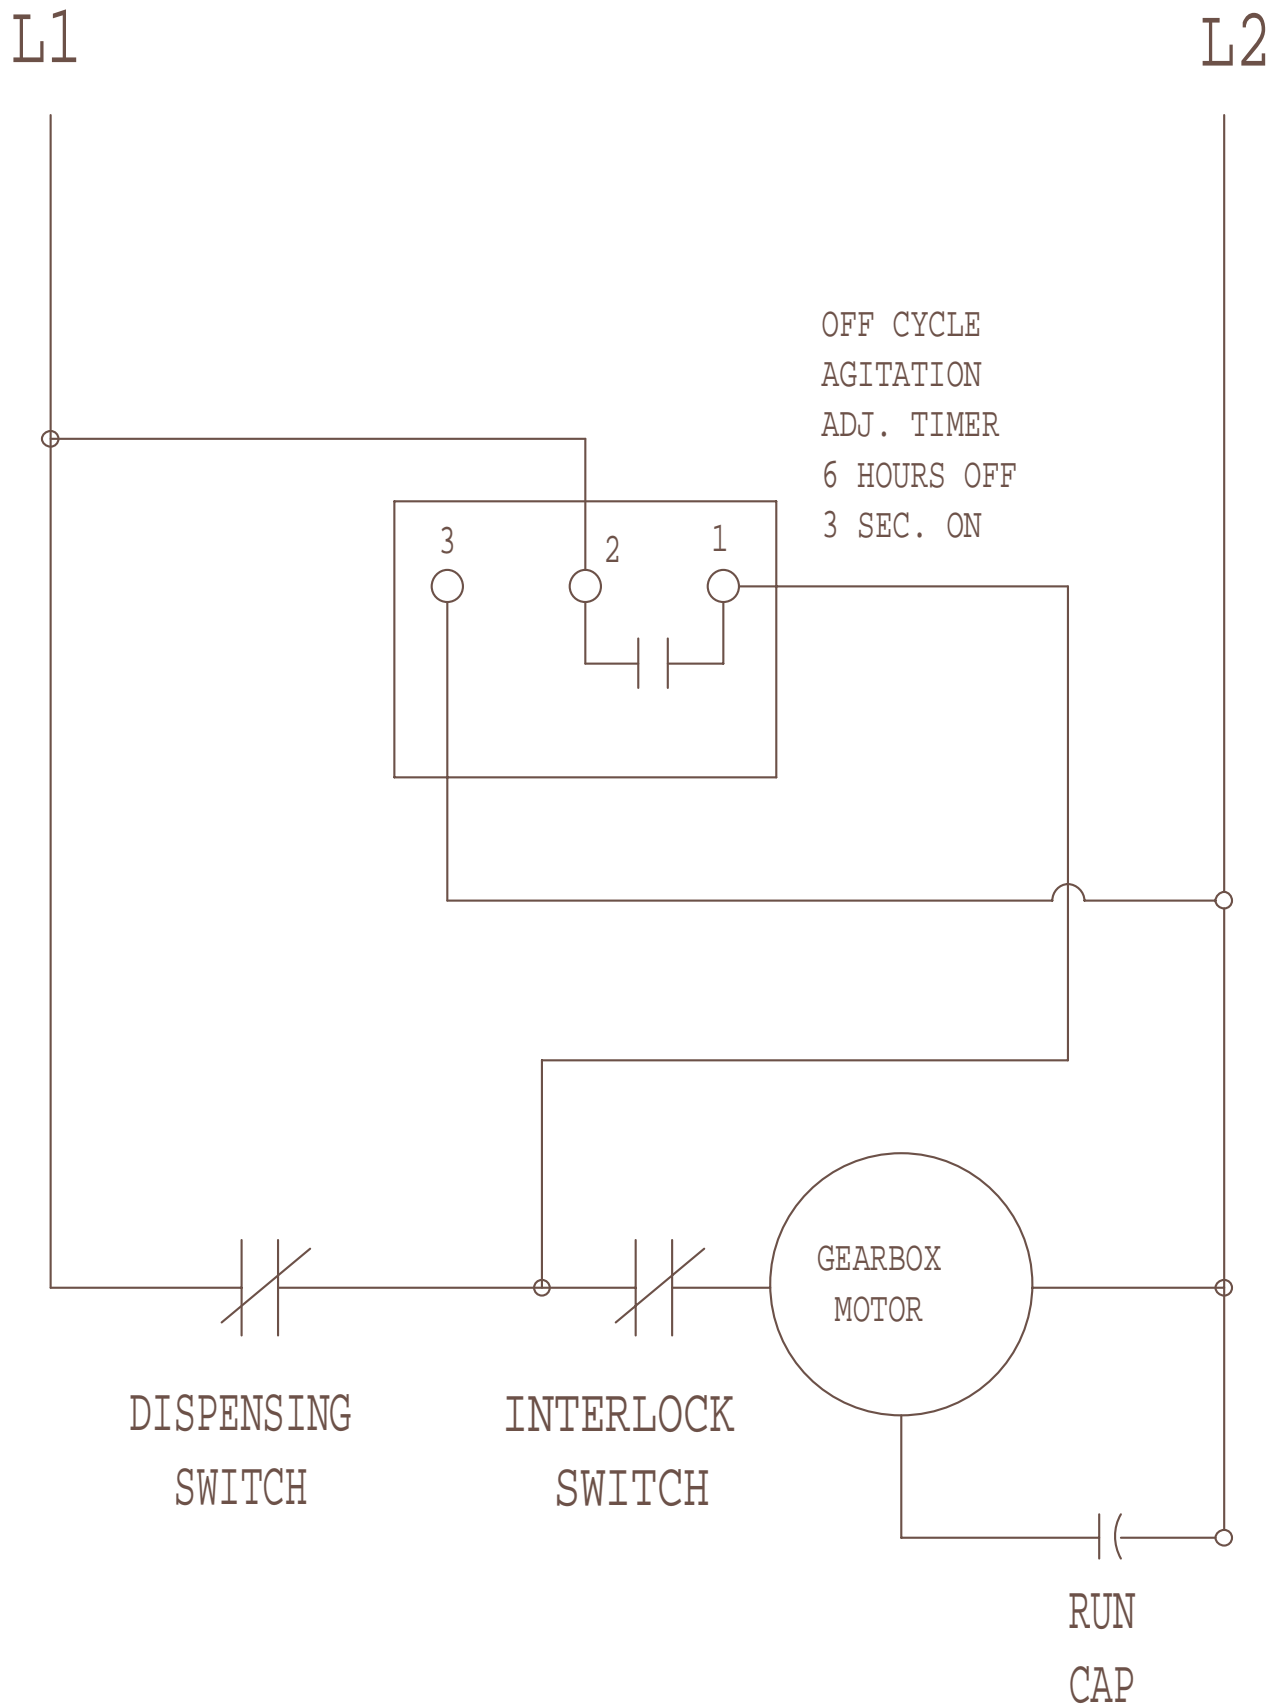 L1
L2
OFF CYCLE
AGITATION
ADJ. TIMER
6 HOURS OFF
3 SEC. ON
3
2
1
GEARBOX
MOTOR
DISPENSING
SWITCH
INTERLOCK
SWITCH
RUN
CAP